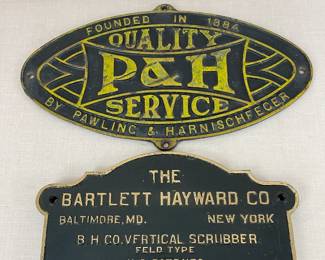 FOUNDED IN 1884
QUALITY
P&H
SERVICE
BY PAWLING & HARNISCHFEGER
THE
BARTLETT HAYWARD CO
BALTIMORE, MD. NEW YORK
B.H.CO. VERTICAL SCRUBBER
FELD TYPE